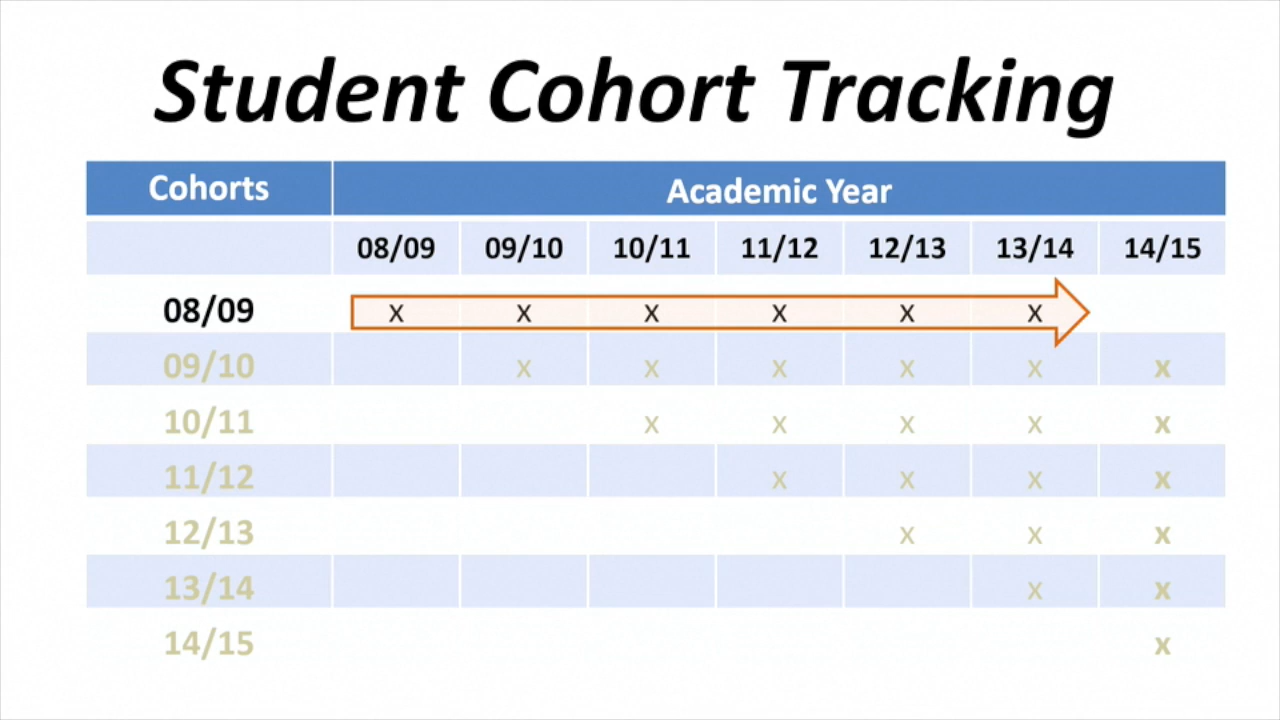 Student Cohort Tracking
Cohorts Academic Year
08/09 09/10 10/11 11/12 12/13 13/14 14/15
08/09 x x x x x x
09/10 x x x x x x
10/11 x x x x x
11/12 x x x x
12/13 x x x
13/14 x x
14/15 x